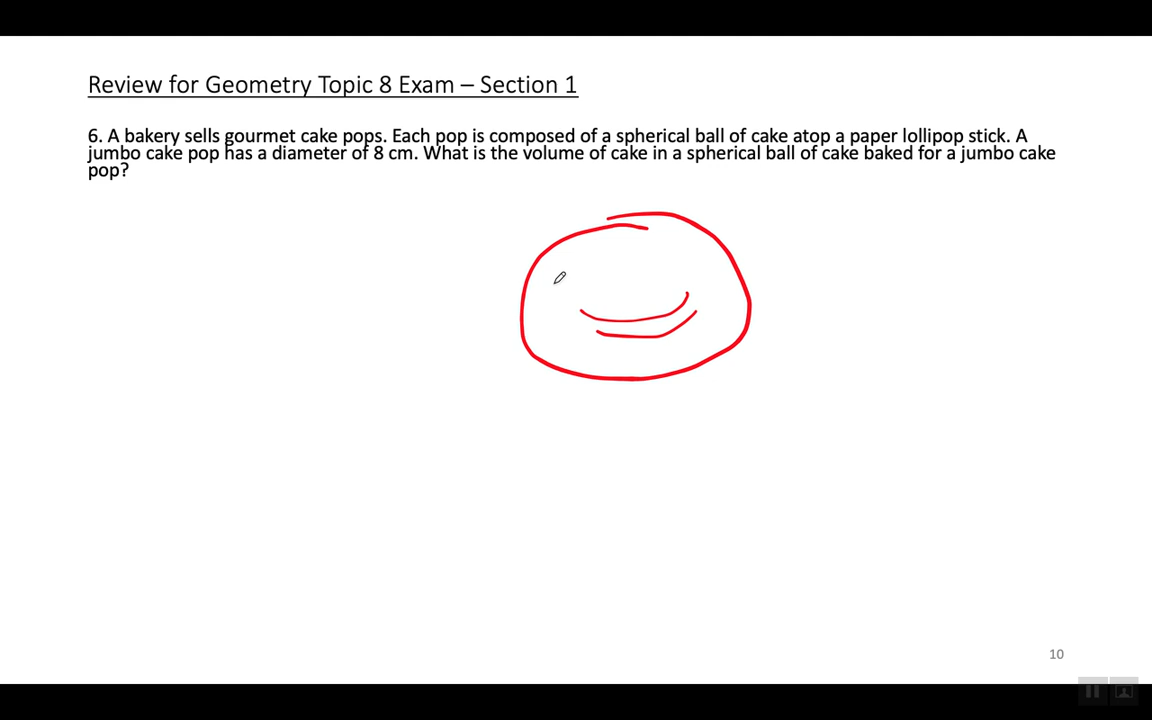 Review for Geometry Topic 8 Exam – Section 1
6. A bakery sells gourmet cake pops. Each pop is composed of a spherical ball of cake atop a paper lollipop stick. A
jumbo cake pop has a diameter of 8 cm. What is the volume of cake in a spherical ball of cake baked for a jumbo cake
pop?
10